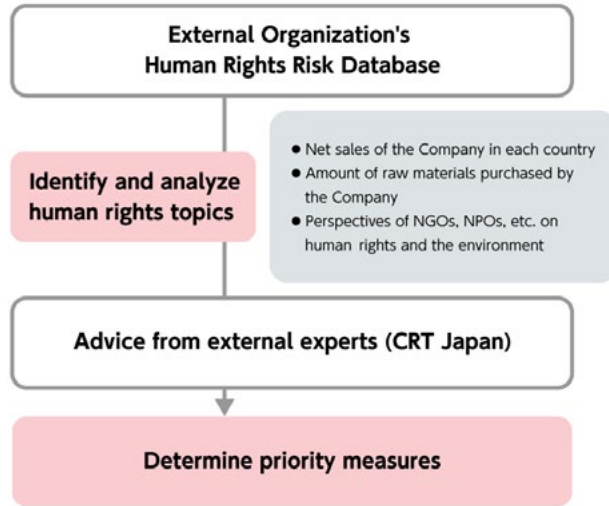 External Organization's
Human Rights Risk Database
Identify and analyze
human rights topics
● Net sales of the Company in each country
● Amount of raw materials purchased by
the Company
● Perspectives of NGOs, NPOs, etc. on
human rights and the environment
Advice from external experts (CRT Japan)
Determine priority measures